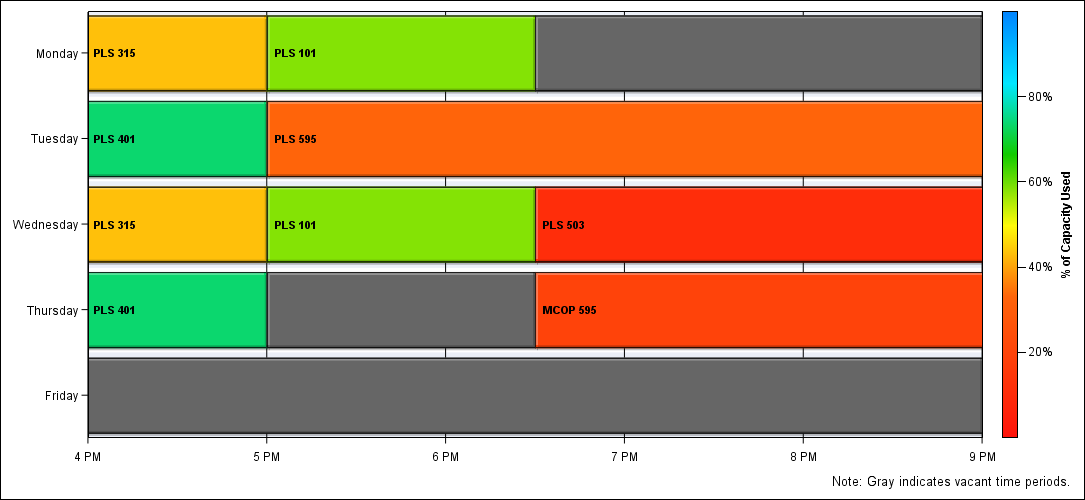 Monday
PLS 315
PLS 101
Tuesday
PLS 401
PLS 595
Wednesday
PLS 315
PLS 101
PLS 503
Thursday
PLS 401
MCOP 595
Friday
4 PM
5 PM
6 PM
7 PM
8 PM
9 PM
80%
60%
40%
20%
% of Capacity Used
Note: Gray indicates vacant time periods.